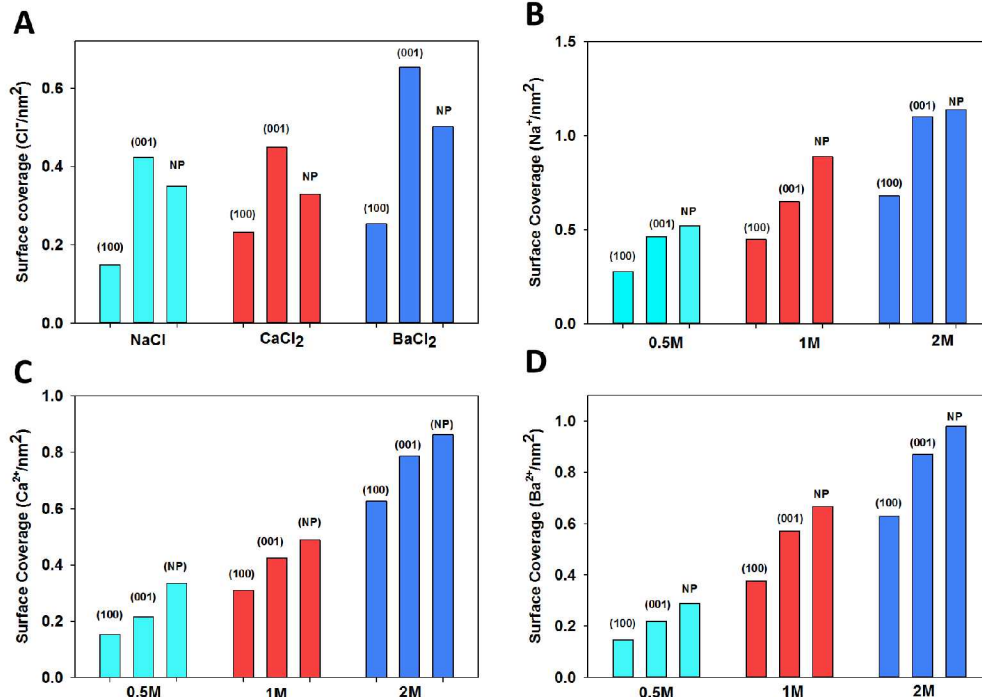 A
Surface coverage (Cl⁻/nm²)
0.6
0.4
0.2
0.0
(100)
(001)
NP
(100)
(001)
NP
(100)
(001)
NP
NaCl
CaCl₂
BaCl₂
B
Surface Coverage (Na⁺/nm²)
1.5
1.0
0.5
0.0
(100)
(001)
NP
(100)
(001)
NP
(100)
(001)
NP
0.5M
1M
2M
C
Surface Coverage (Ca²⁺/nm²)
1.0
0.8
0.6
0.4
0.2
0.0
(100)
(001)
(NP)
(100)
(001)
(NP)
(100)
(001)
(NP)
0.5M
1M
2M
D
Surface Coverage (Ba²⁺/nm²)
1.0
0.8
0.6
0.4
0.2
0.0
(100)
(001)
NP
(100)
(001)
NP
(100)
(001)
NP
0.5M
1M
2M